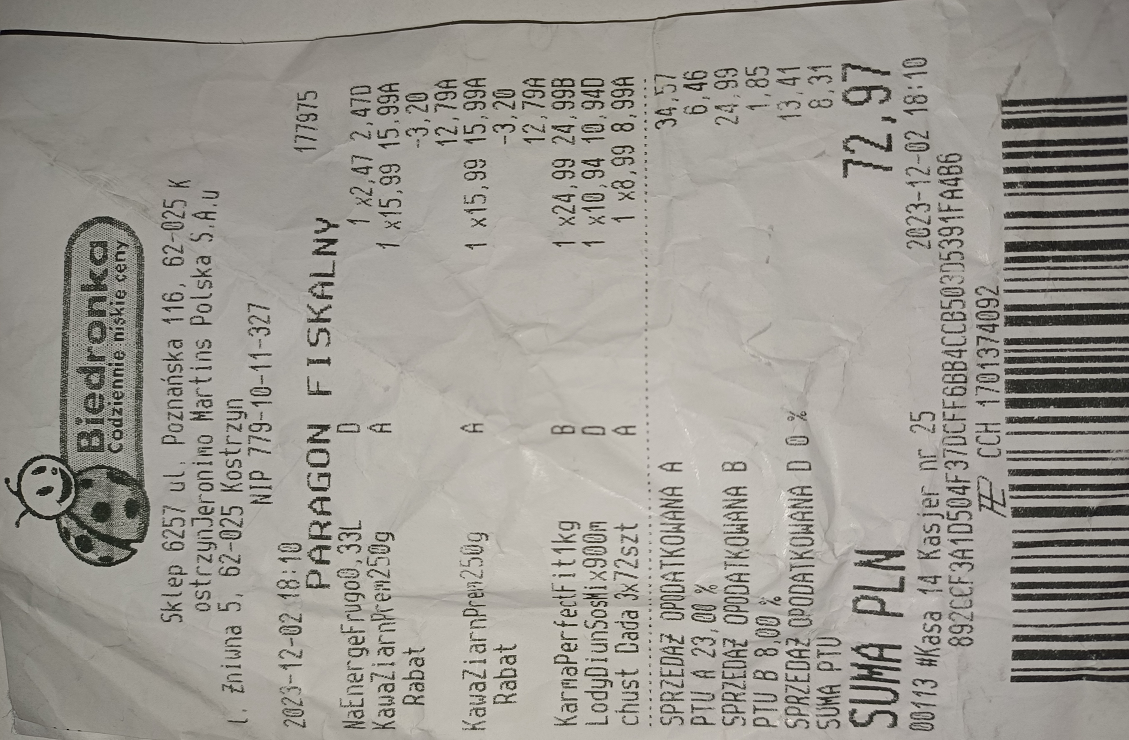 Biedronka
Codziennie niskie ceny
Sklep 6257 ul. Poznańska 116, 62-025 K
ostrzynJeronimo Martins Polska S.A.u
l. Żniwna 5, 62-025 Kostrzyn
NIP 779-10-11-327
2023-12-02 18:10 177975
PARAGON FISKALNY
NaEnergeFrugo0,33L D 1 x2,47 2,47D
KawaZiarnPrem250g A 1 x15,99 15,99A
Rabat -3,20
12,79A
KawaZiarnPrem250g A 1 x15,99 15,99A
Rabat -3,20
12,79A
KarmaPerfectFit1kg B 1 x24,99 24,99B
LodyDiunSosMix900m D 1 x10,94 10,94D
chust Dada Jx72szt A 1 x8,99 8,99A
SPRZEDAŻ OPODATKOWANA A 34,57
PTU A 23,00 % 6,46
SPRZEDAŻ OPODATKOWANA B 24,99
PTU B 8,00 % 1,85
SPRZEDAŻ OPODATKOWANA D 0 % 13,41
SUMA PTU 8,31
SUMA PLN 72,97
00113 #Kasa 14 Kasjer nr 25 2023-12-02 18:10
892CCF3A1D504F37DCFF6BB4CCB503D5391FA4B6
CCH 1701374092